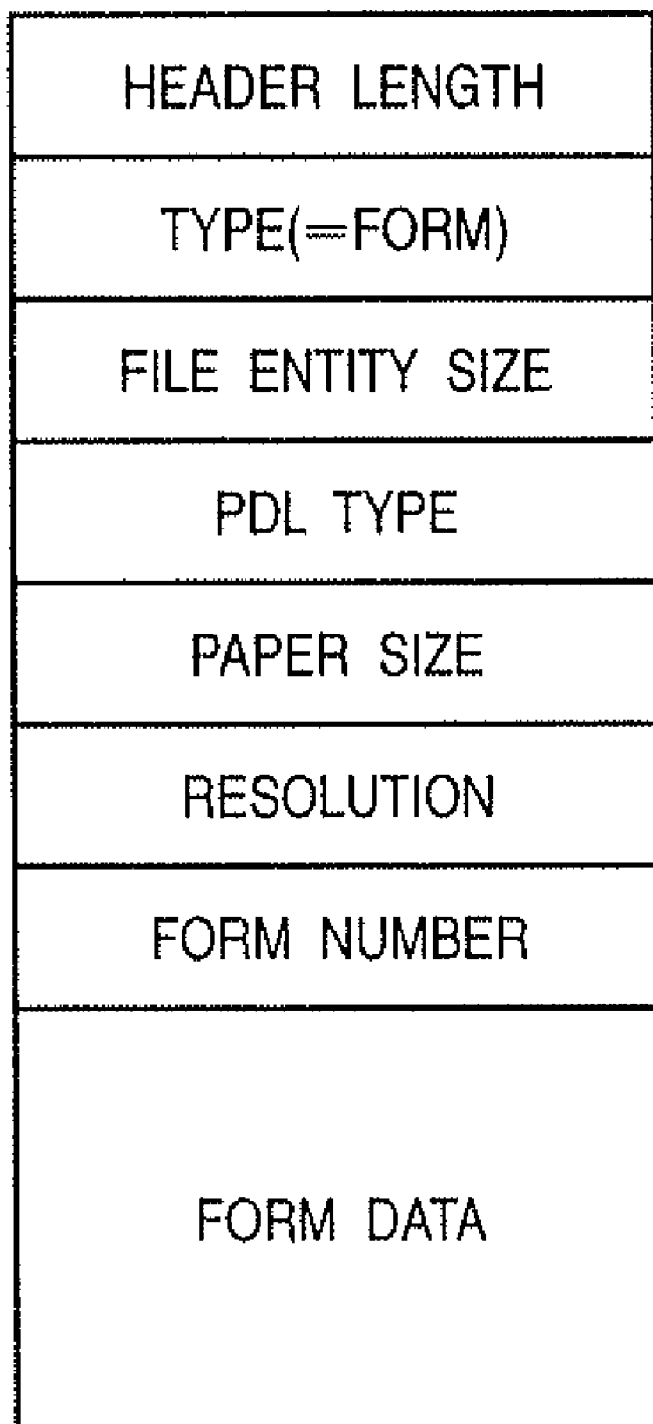 HEADER LENGTH
TYPE(=FORM)
FILE ENTITY SIZE
PDL TYPE
PAPER SIZE
RESOLUTION
FORM NUMBER
FORM DATA